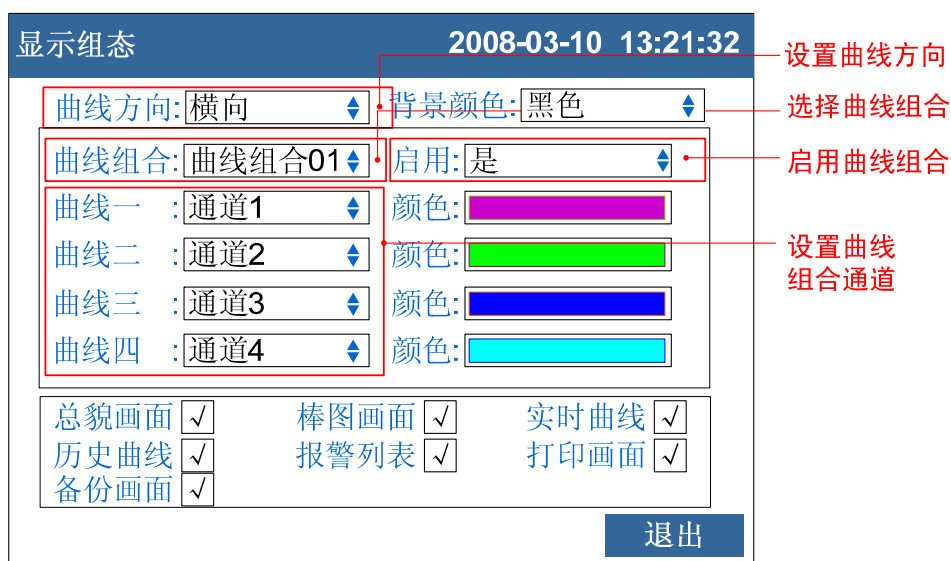 显示组态 2008-03-10 13:21:32
设置曲线方向
曲线方向: 横向 背景颜色: 黑色
选择曲线组合
曲线组合: 曲线组合01 启用: 是
启用曲线组合
曲线一 : 通道1 颜色:
曲线二 : 通道2 颜色:
设置曲线
组合通道
曲线三 : 通道3 颜色:
曲线四 : 通道4 颜色:
总貌画面 √ 棒图画面 √ 实时曲线 √
历史曲线 √ 报警列表 √ 打印画面 √
备份画面 √
退出